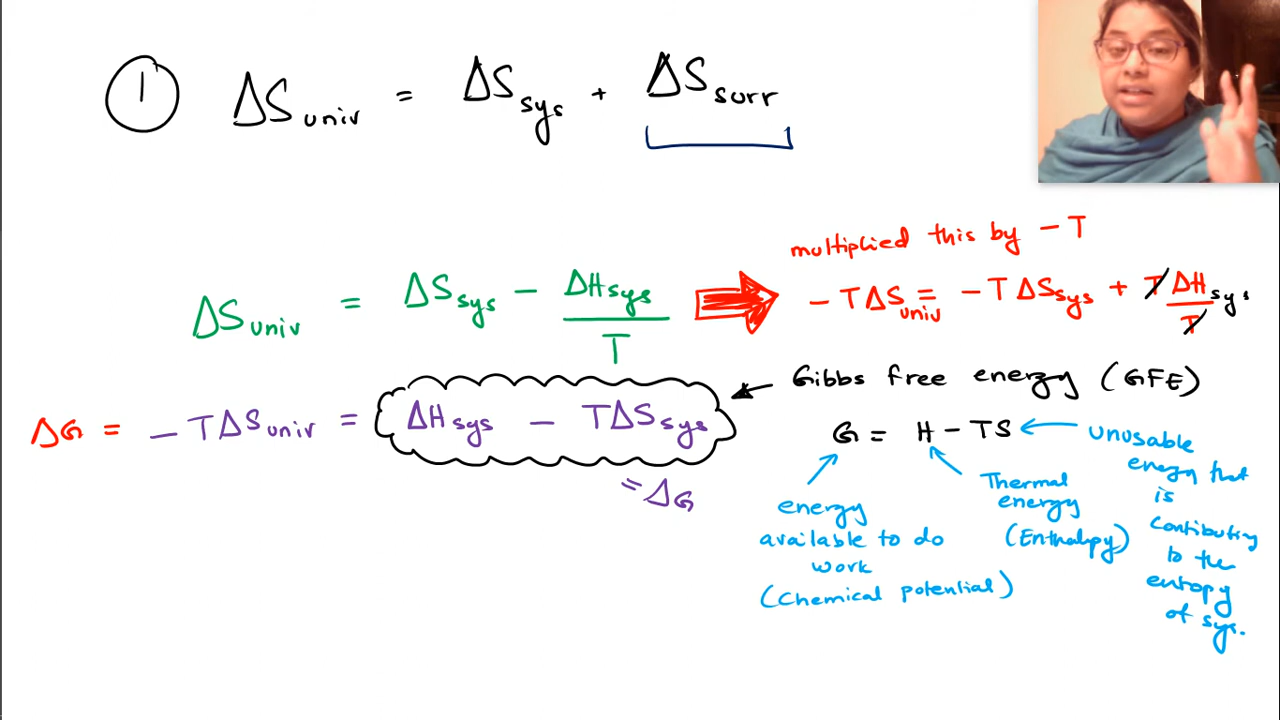 ① ΔS univ = ΔS sys + ΔS surr
multiplied this by - T
ΔS univ = ΔS sys - ΔH sys / T
- TΔS univ = - TΔS sys + T ΔH sys / T
Gibbs free energy (GFE)
ΔG = - TΔS univ = ΔH sys - TΔS sys
= ΔG
G = H - TS
unusable
energy that
is
contibuting
to the
entropy
of sys.
Thermal
energy
(Enthalpy)
energy
available to do
work
(Chemical potential)